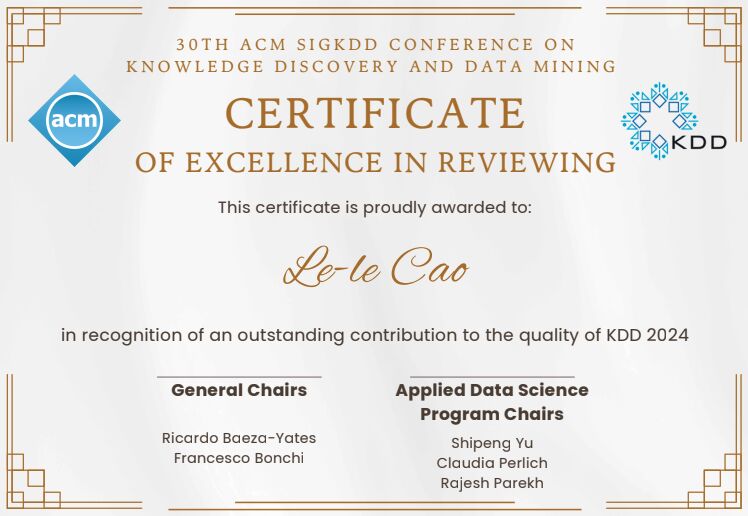 30TH ACM SIGKDD CONFERENCE ON
KNOWLEDGE DISCOVERY AND DATA MINING
acm
CERTIFICATE
KDD
OF EXCELLENCE IN REVIEWING
This certificate is proudly awarded to:
Le-le Cao
in recognition of an outstanding contribution to the quality of KDD 2024
General Chairs
Ricardo Baeza-Yates
Francesco Bonchi
Applied Data Science
Program Chairs
Shipeng Yu
Claudia Perlich
Rajesh Parekh